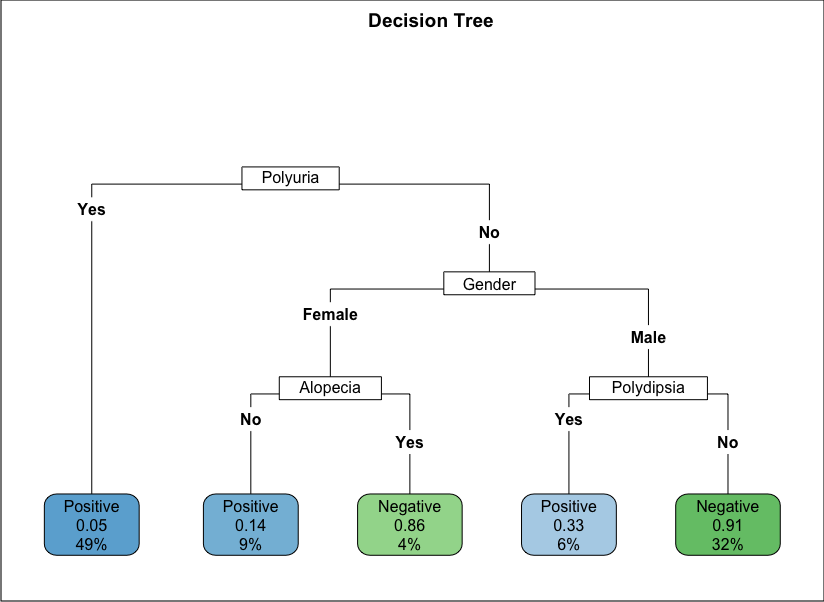 Decision Tree
Polyuria
Yes
No
Gender
Female
Male
Alopecia
Polydipsia
No
Yes
Yes
No
Positive
0.05
49%
Positive
0.14
9%
Negative
0.86
4%
Positive
0.33
6%
Negative
0.91
32%